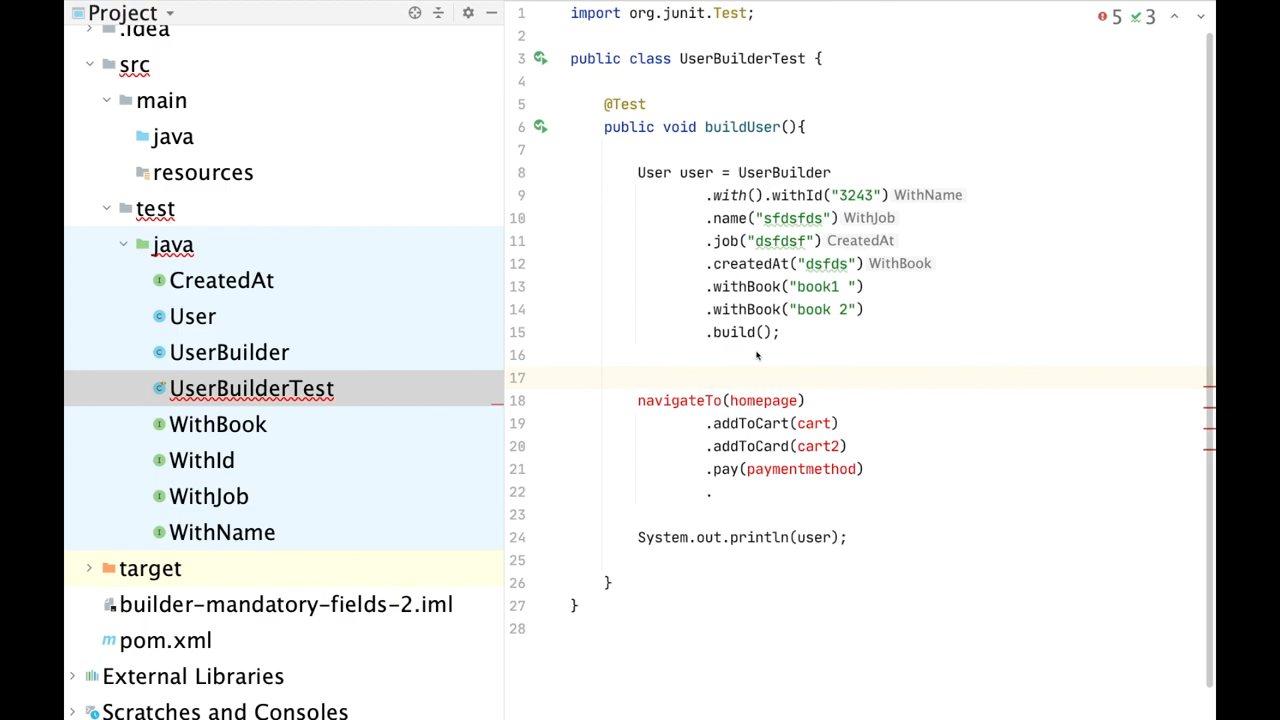 Project
.idea
src
main
java
resources
test
java
CreatedAt
User
UserBuilder
UserBuilderTest
WithBook
WithId
WithJob
WithName
target
builder-mandatory-fields-2.iml
pom.xml
External Libraries
Scratches and Consoles
5 3
1 import org.junit.Test;
2
3 public class UserBuilderTest {
4
5 @Test
6 public void buildUser(){
7
8 User user = UserBuilder
9 .with().withId("3243") WithName
10 .name("sfdsfds") WithJob
11 .job("dsfdsf") CreatedAt
12 .createdAt("dsfds") WithBook
13 .withBook("book1 ")
14 .withBook("book 2")
15 .build();
16
17
18 navigateTo(homepage)
19 .addToCart(cart)
20 .addToCard(cart2)
21 .pay(paymentmethod)
22 .
23
24 System.out.println(user);
25
26 }
27 }
28